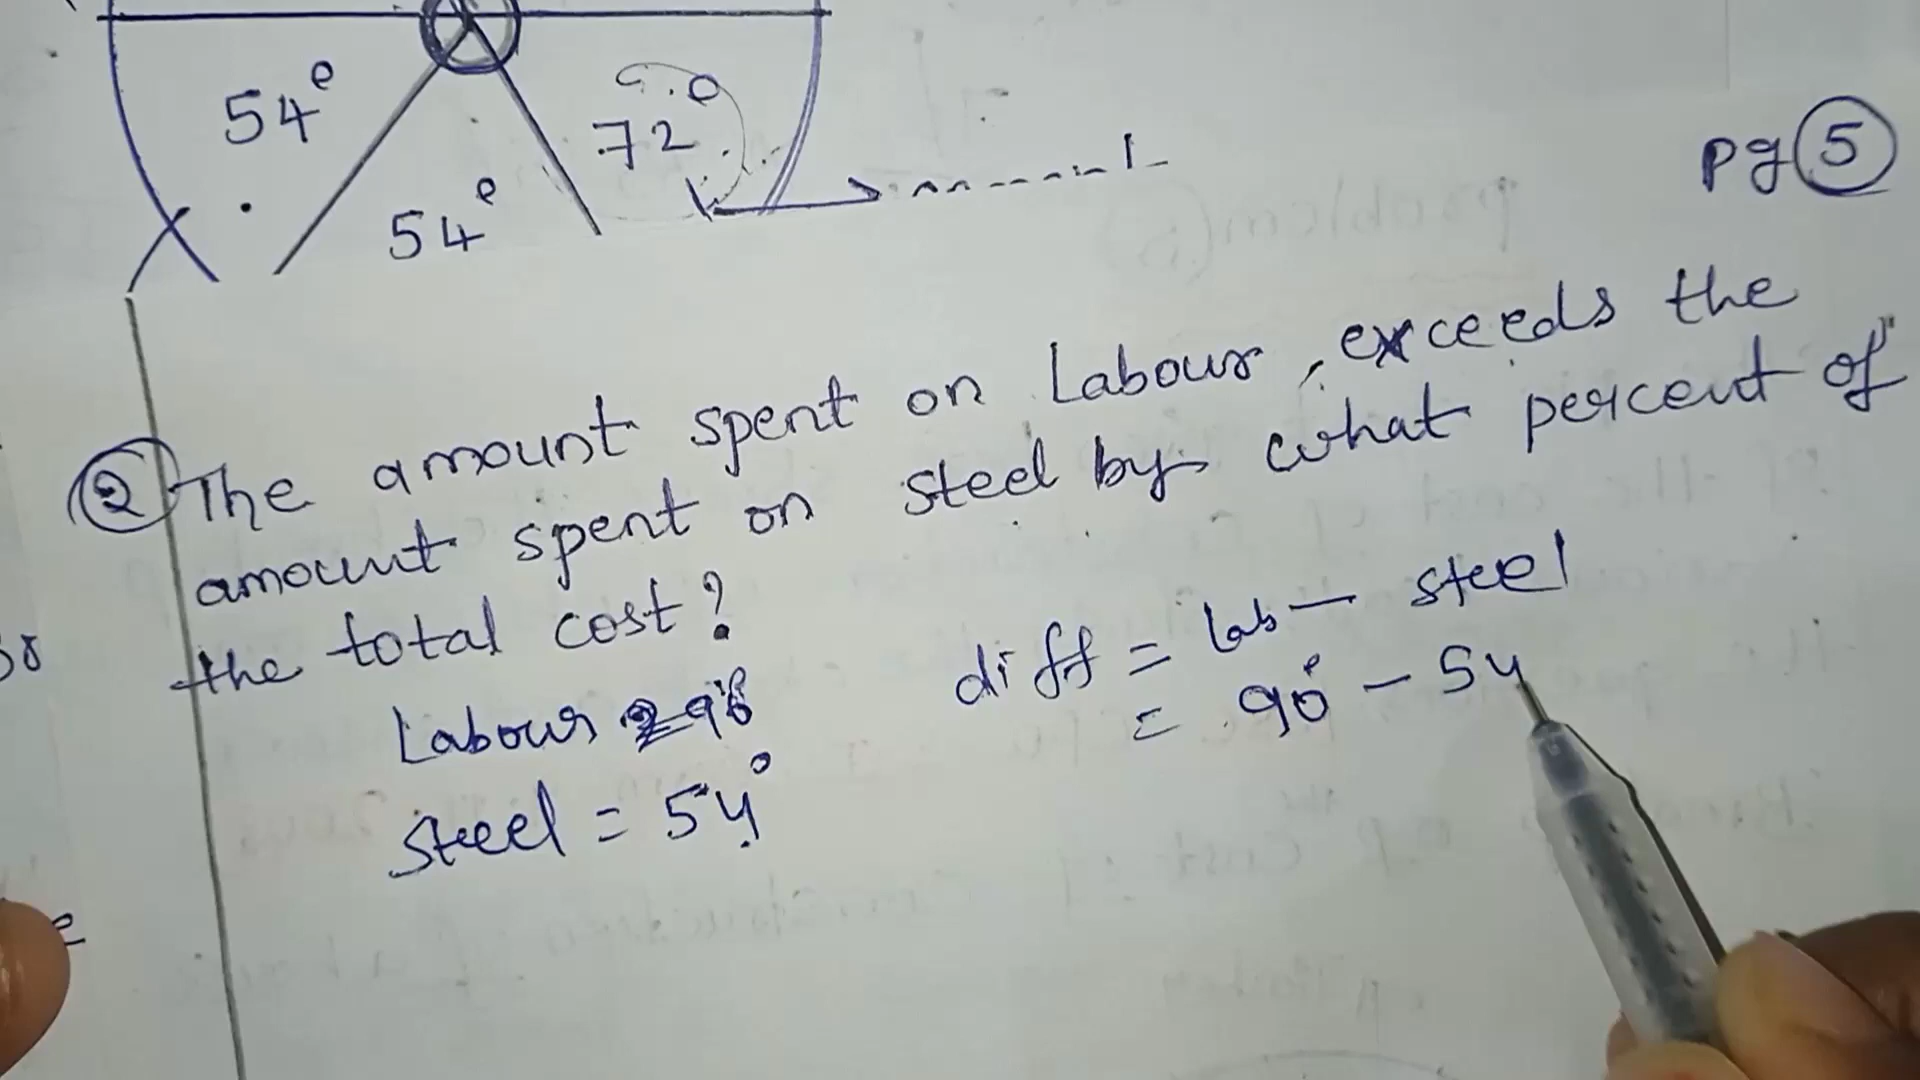 54°
72°
54°
pg 5
② The amount spent on Labour, exceeds the
amount spent on steel by what percent of
the total cost?
diff = lab - steel
= 90° - 54
Labour = 90°
steel = 54°